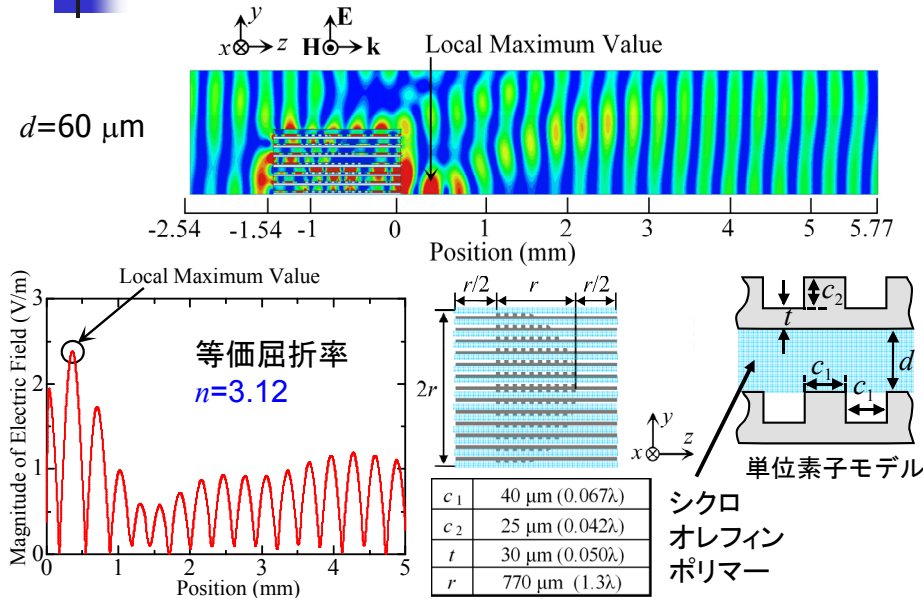 y
x z
E
H k
Local Maximum Value
d=60 μm
-2.54 -1.54 -1 0 1 2 3 4 5 5.77
Position (mm)
Local Maximum Value
Magnitude of Electric Field (V/m)
3
2
1
0
0 1 2 3 4 5
Position (mm)
等価屈折率
n=3.12
r/2 r r/2
2r
y
x z
c₁ 40 μm (0.067λ)
c₂ 25 μm (0.042λ)
t 30 μm (0.050λ)
r 770 μm (1.3λ)
c₂
t
d
c₁
c₁
単位素子モデル
シクロ
オレフィン
ポリマー